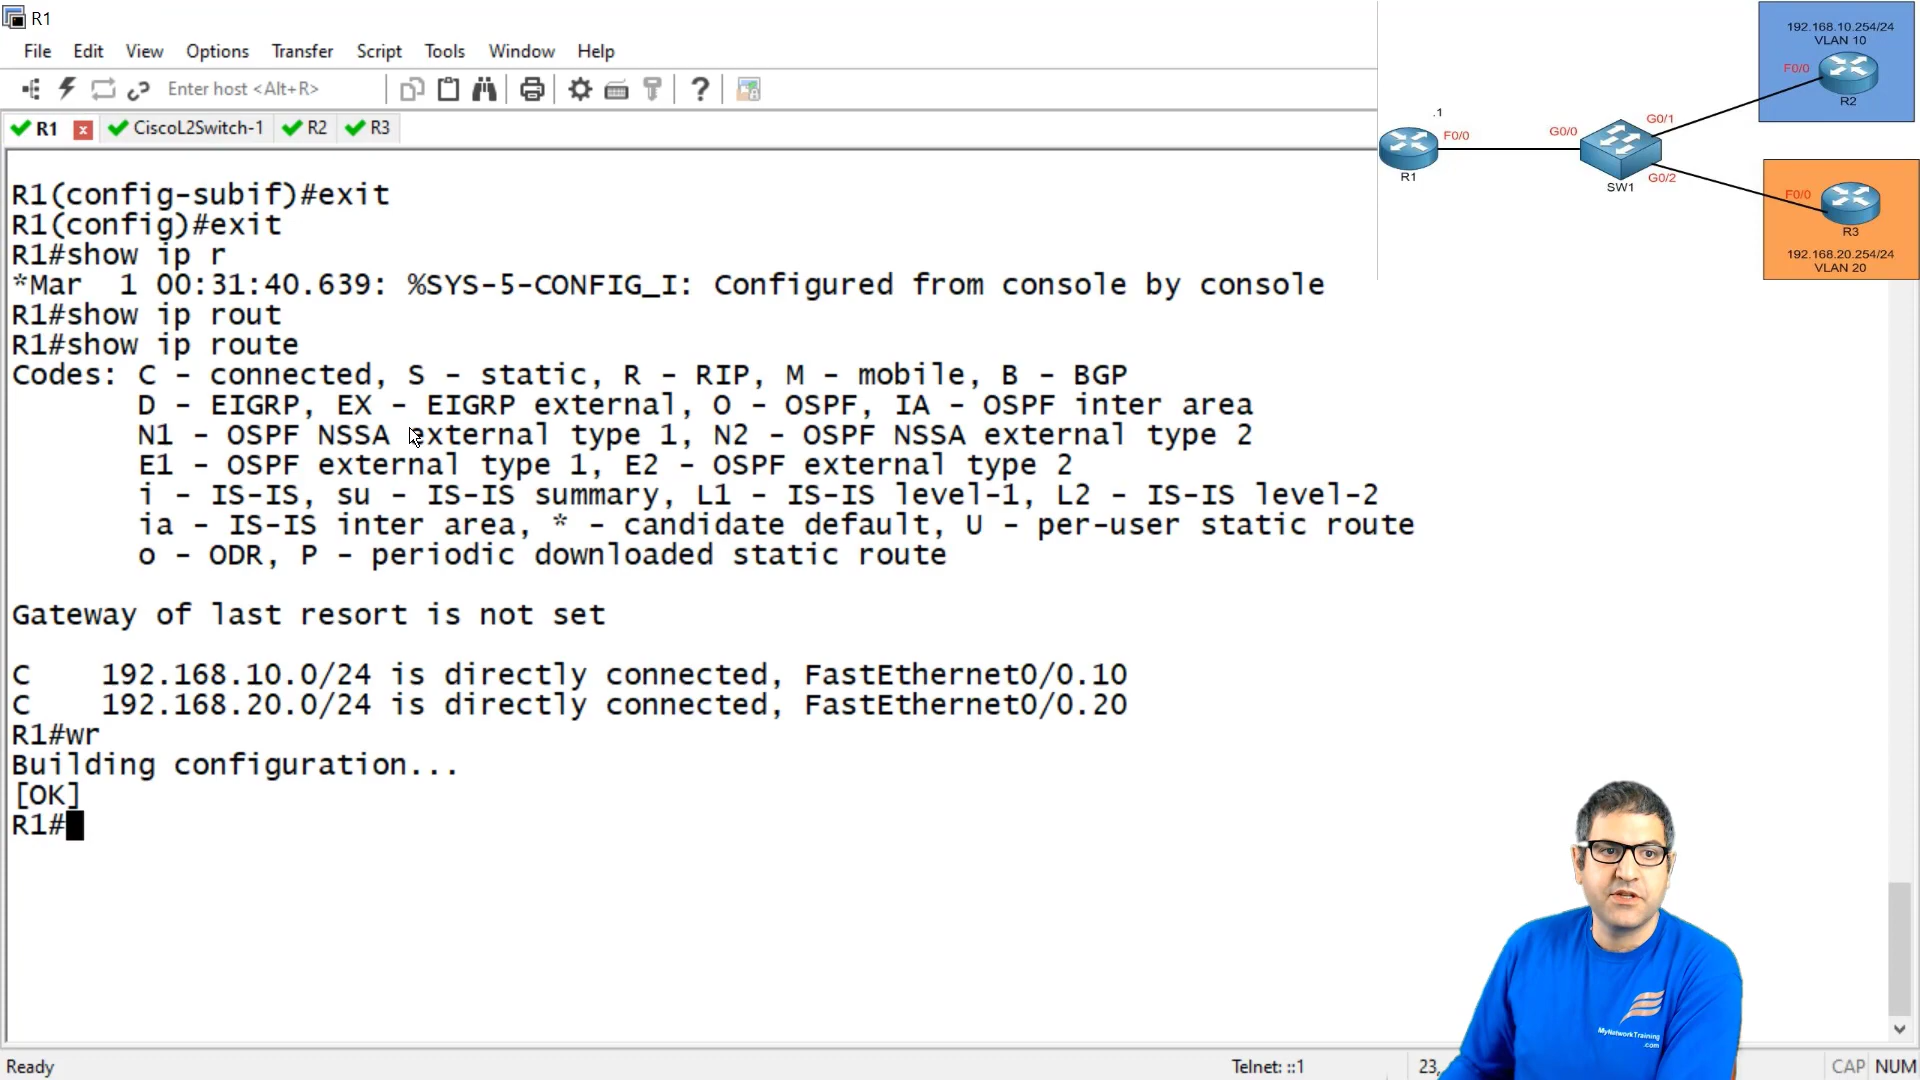 R1
File Edit View Options Transfer Script Tools Window Help
Enter host <Alt+R>
R1 CiscoL2Switch-1 R2 R3
R1(config-subif)#exit
R1(config)#exit
R1#show ip r
*Mar  1 00:31:40.639: %SYS-5-CONFIG_I: Configured from console by console
R1#show ip rout
R1#show ip route
Codes: C - connected, S - static, R - RIP, M - mobile, B - BGP
       D - EIGRP, EX - EIGRP external, O - OSPF, IA - OSPF inter area
       N1 - OSPF NSSA external type 1, N2 - OSPF NSSA external type 2
       E1 - OSPF external type 1, E2 - OSPF external type 2
       i - IS-IS, su - IS-IS summary, L1 - IS-IS level-1, L2 - IS-IS level-2
       ia - IS-IS inter area, * - candidate default, U - per-user static route
       o - ODR, P - periodic downloaded static route
Gateway of last resort is not set
C    192.168.10.0/24 is directly connected, FastEthernet0/0.10
C    192.168.20.0/24 is directly connected, FastEthernet0/0.20
R1#wr
Building configuration...
[OK]
R1#
192.168.10.254/24
VLAN 10
F0/0
R2
.1
F0/0
R1
G0/0
G0/1
SW1
G0/2
F0/0
R3
192.168.20.254/24
VLAN 20
MyNetworkTraining
.com
Ready Telnet: ::1 23, CAP NUM